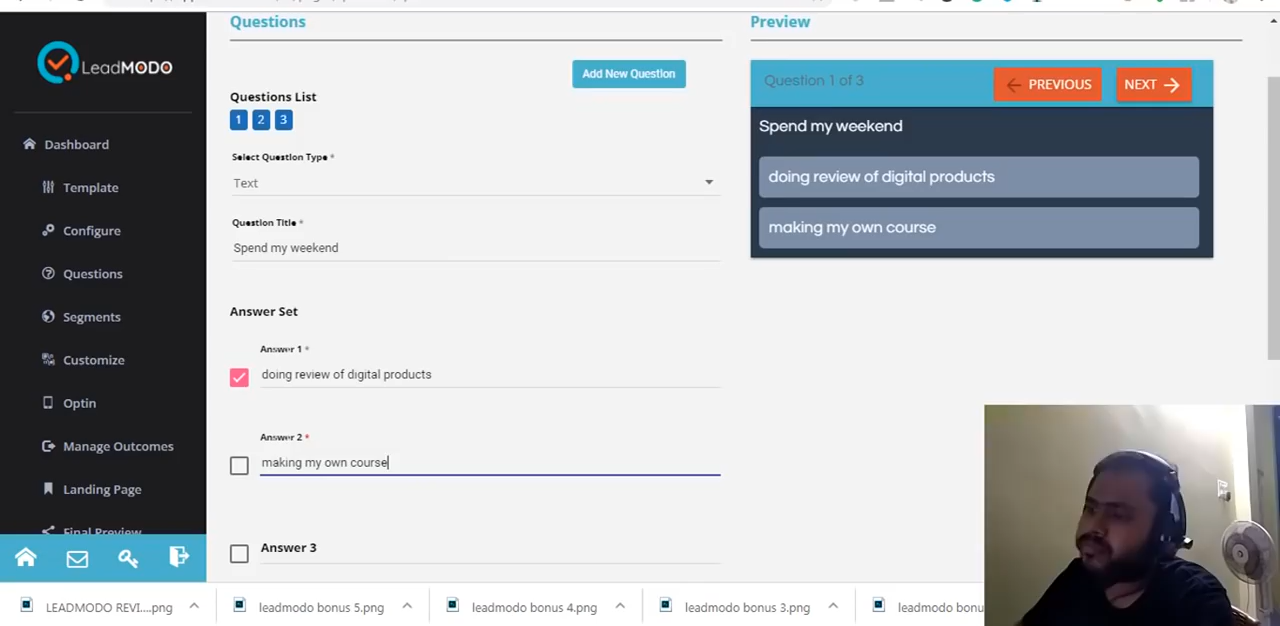 Questions
Preview
LeadMODO
Add New Question
Question 1 of 3
PREVIOUS
NEXT
Questions List
1 2 3
Spend my weekend
Dashboard
Select Question Type *
Text
doing review of digital products
Template
Question Title *
Spend my weekend
making my own course
Configure
Questions
Answer Set
Segments
Answer 1 *
doing review of digital products
Customize
Optin
Answer 2 *
making my own course
Manage Outcomes
Landing Page
Final Preview
Answer 3
LEADMODO REVI....png
leadmodo bonus 5.png
leadmodo bonus 4.png
leadmodo bonus 3.png
leadmodo bonu